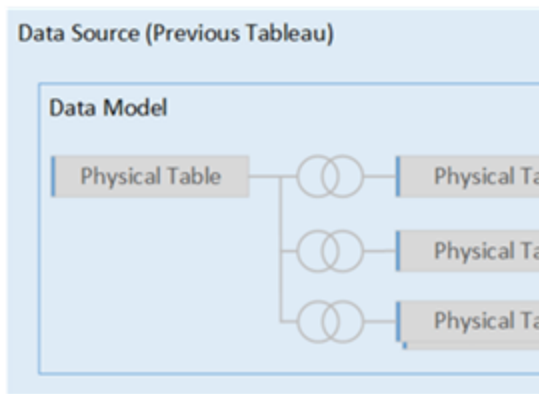 Data Source (Previous Tableau)
Data Model
Physical Table
Physical Ta
Physical Ta
Physical Ta